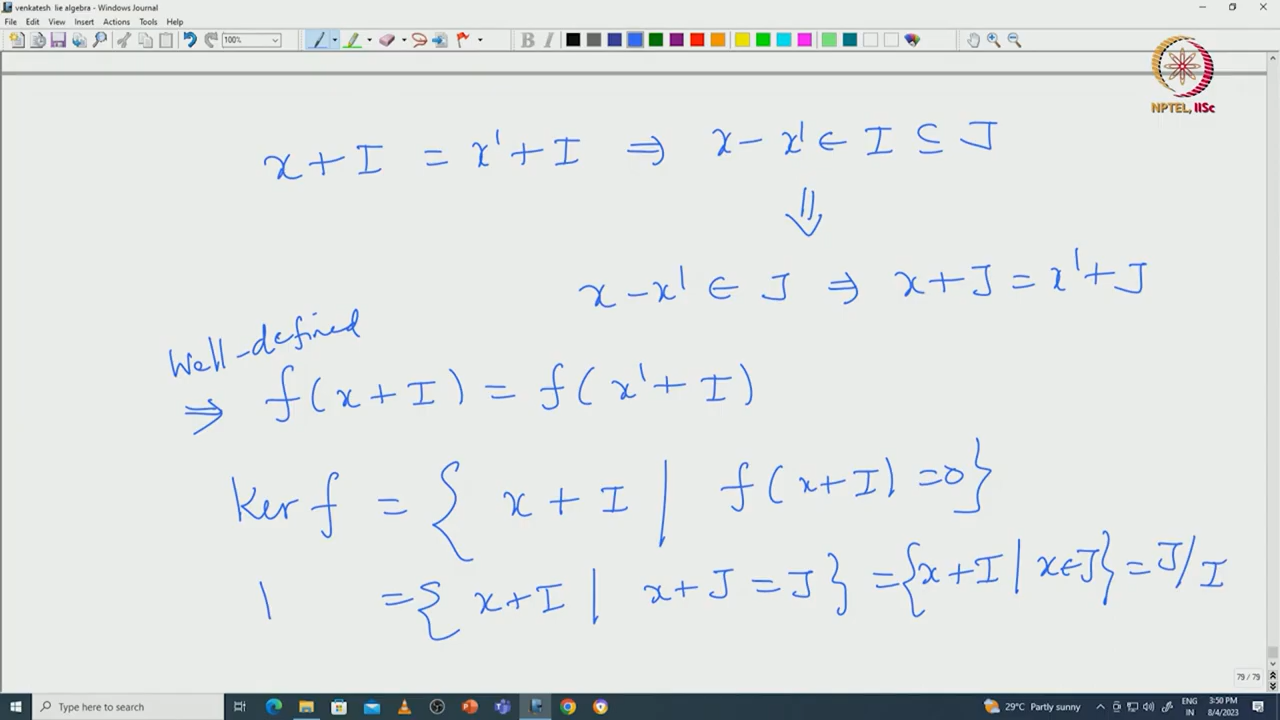 venkatesh lie algebra - Windows Journal
File Edit View Insert Actions Tools Help
100%
B I
NPTEL, IISc
x + I = x' + I ⇒ x - x' ∈ I ⊆ J
⇓
x - x' ∈ J ⇒ x + J = x' + J
Well-defined
⇒ f(x + I) = f(x' + I)
Ker f = { x + I | f(x + I) = 0 }
= { x + I | x + J = J } = { x + I | x ∈ J } = J/I
79 / 79
Type here to search
29°C Partly sunny
ENG
IN
3:50 PM
8/4/2023